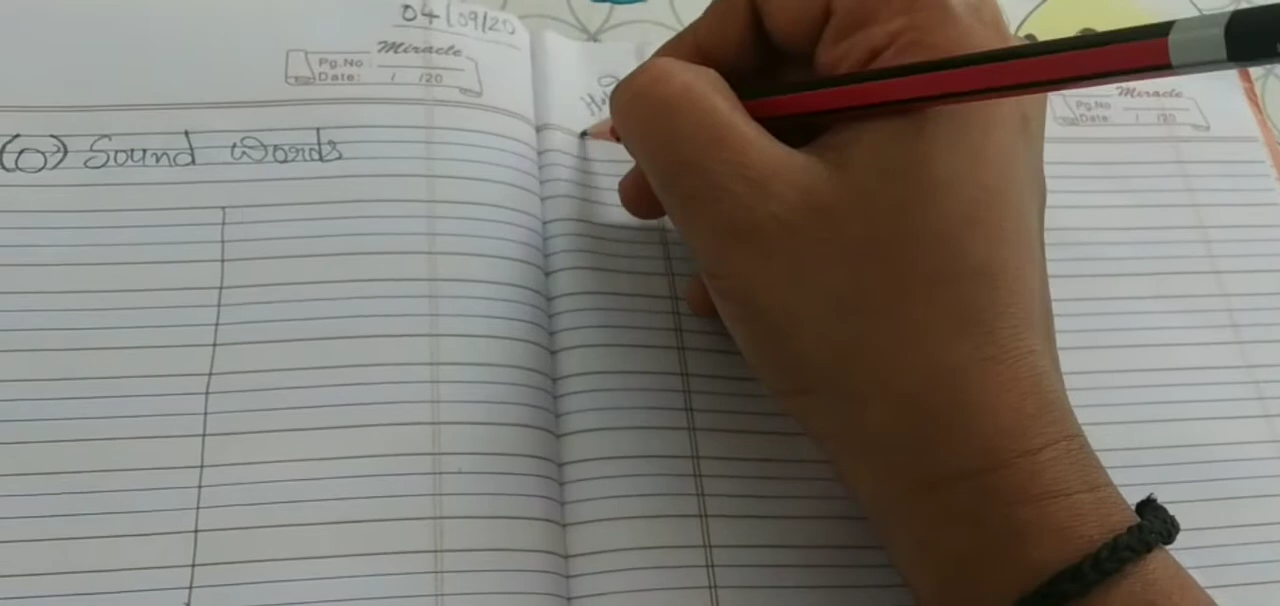 04/09/20
Miracle
Pg.No :
Date: / /20
(o) Sound Words
Miracle
Pg.No
Date: / /20